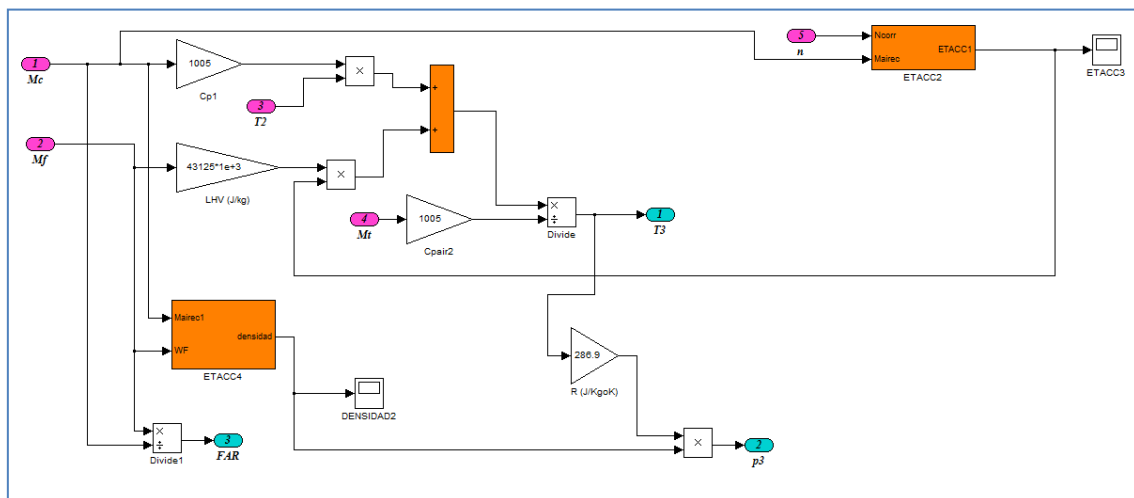 1
Mc
1005
Cp1
3
T2
×
+
+
5
n
Ncorr
Mairec
ETACC1
ETACC2
ETACC3
2
Mf
43125*1e+3
LHV (J/kg)
×
4
Mt
1005
Cpair2
×
÷
Divide
1
T3
Mairec1
WF
densidad
ETACC4
DENSIDAD2
286.9
R (J/KgoK)
×
÷
Divide1
3
FAR
×
2
p3